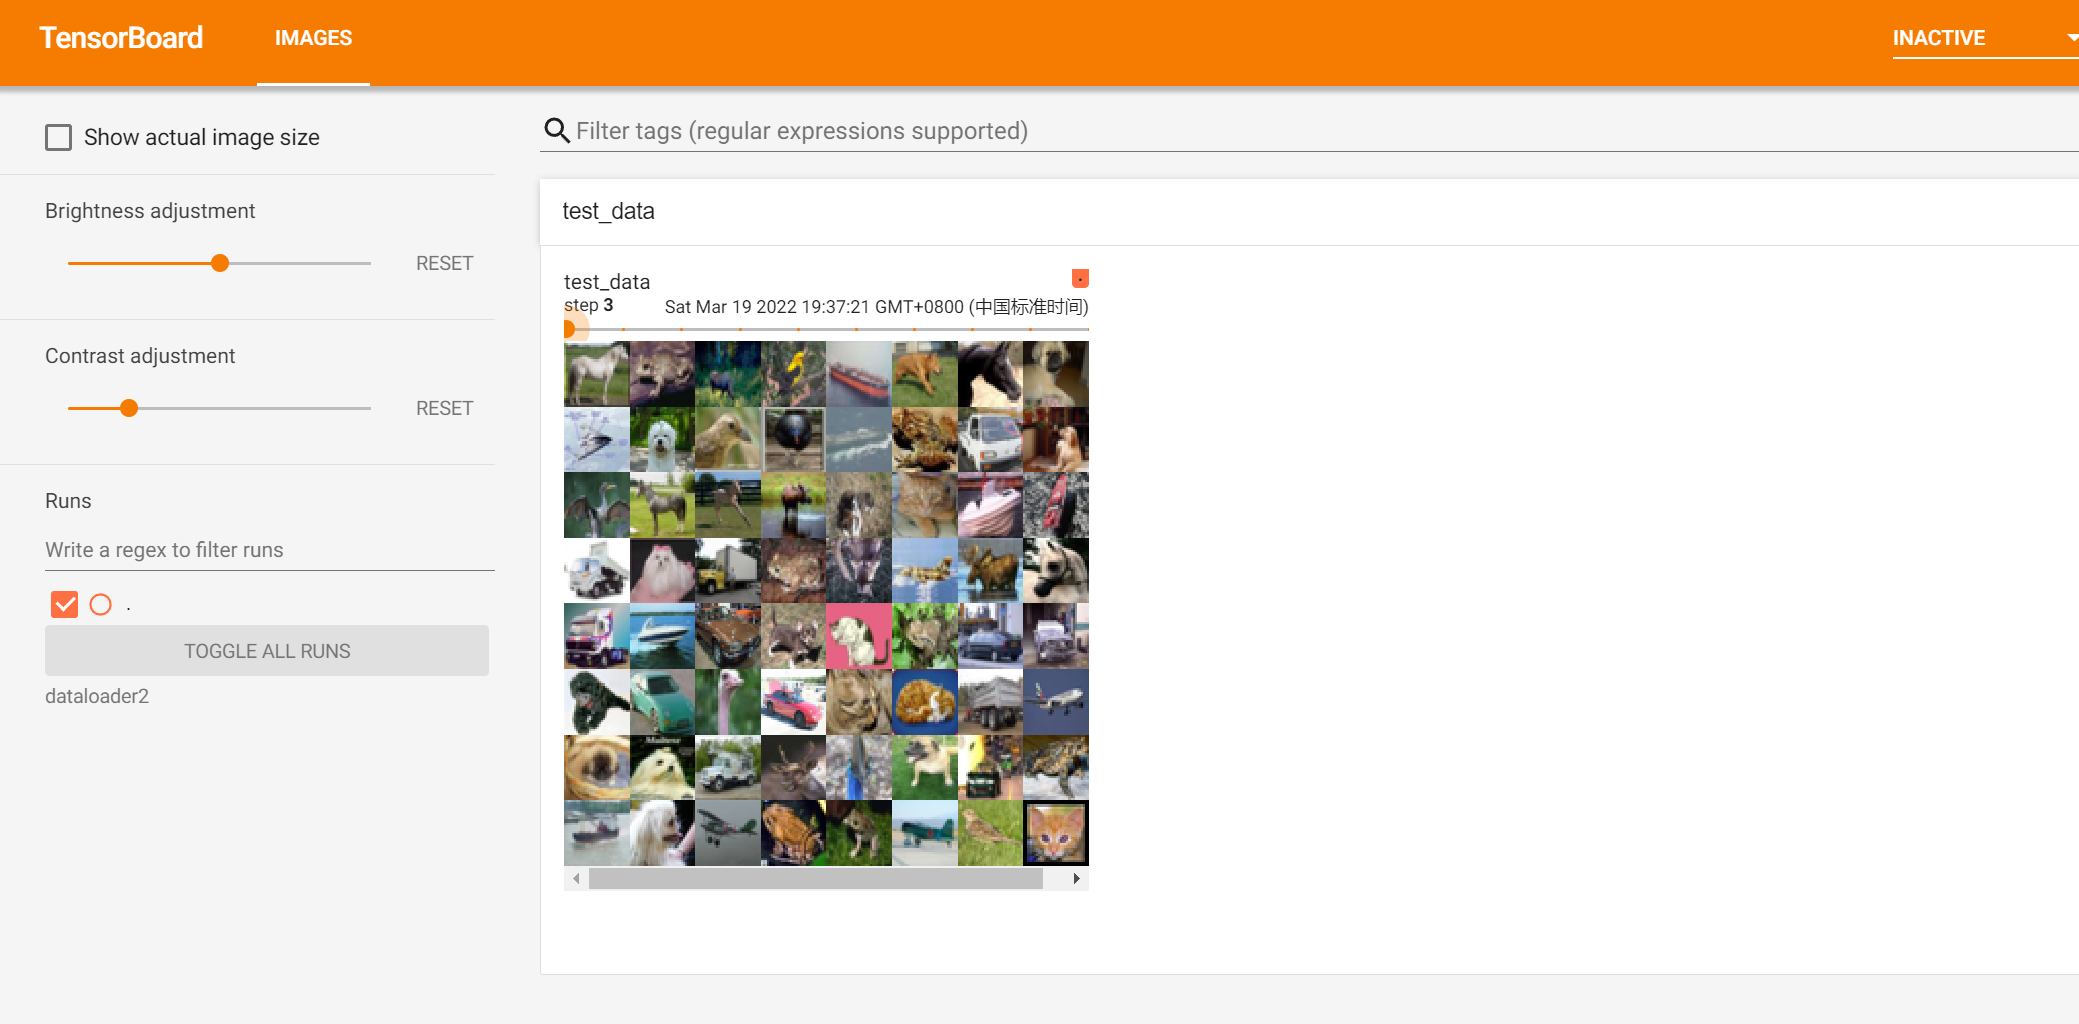 TensorBoard
IMAGES
INACTIVE
Show actual image size
Filter tags (regular expressions supported)
Brightness adjustment
RESET
test_data
test_data
step 3
Sat Mar 19 2022 19:37:21 GMT+0800 (中国标准时间)
Contrast adjustment
RESET
Runs
Write a regex to filter runs
.
TOGGLE ALL RUNS
dataloader2